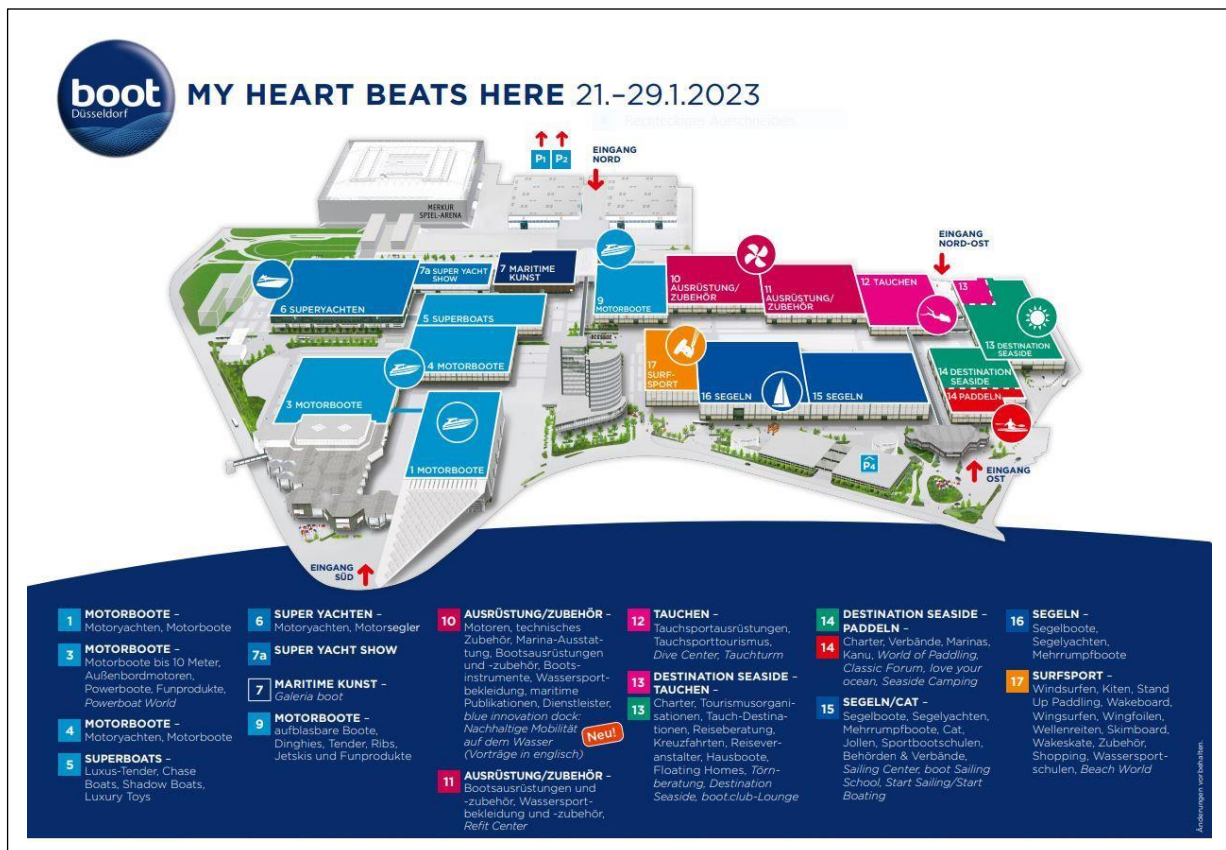 boot
Düsseldorf
MY HEART BEATS HERE 21.–29.1.2023
Rechteckiges Ausschneiden
P1 P2
EINGANG
NORD
MERKUR
SPIEL-ARENA
EINGANG
NORD-OST
7a SUPER YACHT
SHOW
7 MARITIME
KUNST
6 SUPERYACHTEN
5 SUPERBOATS
4 MOTORBOOTE
3 MOTORBOOTE
1 MOTORBOOTE
9
MOTORBOOTE
10
AUSRÜSTUNG/
ZUBEHÖR
11
AUSRÜSTUNG/
ZUBEHÖR
12 TAUCHEN
13
13 DESTINATION
SEASIDE
14 DESTINATION
SEASIDE
14 PADDELN
17
SURF-
SPORT
16 SEGELN
15 SEGELN
P4
EINGANG
OST
EINGANG
SÜD
1 MOTORBOOTE –
Motoryachten, Motorboote
3 MOTORBOOTE –
Motorboote bis 10 Meter,
Außenbordmotoren,
Powerboote, Funprodukte,
Powerboat World
4 MOTORBOOTE –
Motoryachten, Motorboote
5 SUPERBOATS –
Luxus-Tender, Chase
Boats, Shadow Boats,
Luxury Toys
6 SUPER YACHTEN –
Motoryachten, Motorsegler
7a SUPER YACHT SHOW
7 MARITIME KUNST –
Galeria boot
9 MOTORBOOTE –
aufblasbare Boote,
Dinghies, Tender, Ribs,
Jetskis und Funprodukte
10 AUSRÜSTUNG/ZUBEHÖR –
Motoren, technisches
Zubehör, Marina-Ausstat-
tung, Bootsausrüstungen
und -zubehör, Boots-
instrumente, Wassersport-
bekleidung, maritime
Publikationen, Dienstleister,
blue innovation dock:
Nachhaltige Mobilität
auf dem Wasser
(Vorträge in englisch)
Neu!
11 AUSRÜSTUNG/ZUBEHÖR –
Bootsausrüstungen und
-zubehör, Wassersport-
bekleidung und -zubehör,
Refit Center
12 TAUCHEN –
Tauchsportausrüstungen,
Tauchsporttourismus,
Dive Center, Tauchturm
13 DESTINATION SEASIDE –
TAUCHEN –
13 Charter, Tourismusorgani-
sationen, Tauch-Destina-
tionen, Reiseberatung,
Kreuzfahrten, Reisever-
anstalter, Hausboote,
Floating Homes, Törn-
beratung, Destination
Seaside, boot.club-Lounge
14 DESTINATION SEASIDE –
PADDELN –
14 Charter, Verbände, Marinas,
Kanu, World of Paddling,
Classic Forum, love your
ocean, Seaside Camping
15 SEGELN/CAT –
Segelboote, Segelyachten,
Mehrrumpfboote, Cat,
Jollen, Sportbootschulen,
Behörden & Verbände,
Sailing Center, boot Sailing
School, Start Sailing/Start
Boating
16 SEGELN –
Segelboote,
Segelyachten,
Mehrrumpfboote
17 SURFSPORT –
Windsurfen, Kiten, Stand
Up Paddling, Wakeboard,
Wingsurfen, Wingfoilen,
Wellenreiten, Skimboard,
Wakeskate, Zubehör,
Shopping, Wassersport-
schulen, Beach World
Änderungen vorbehalten.